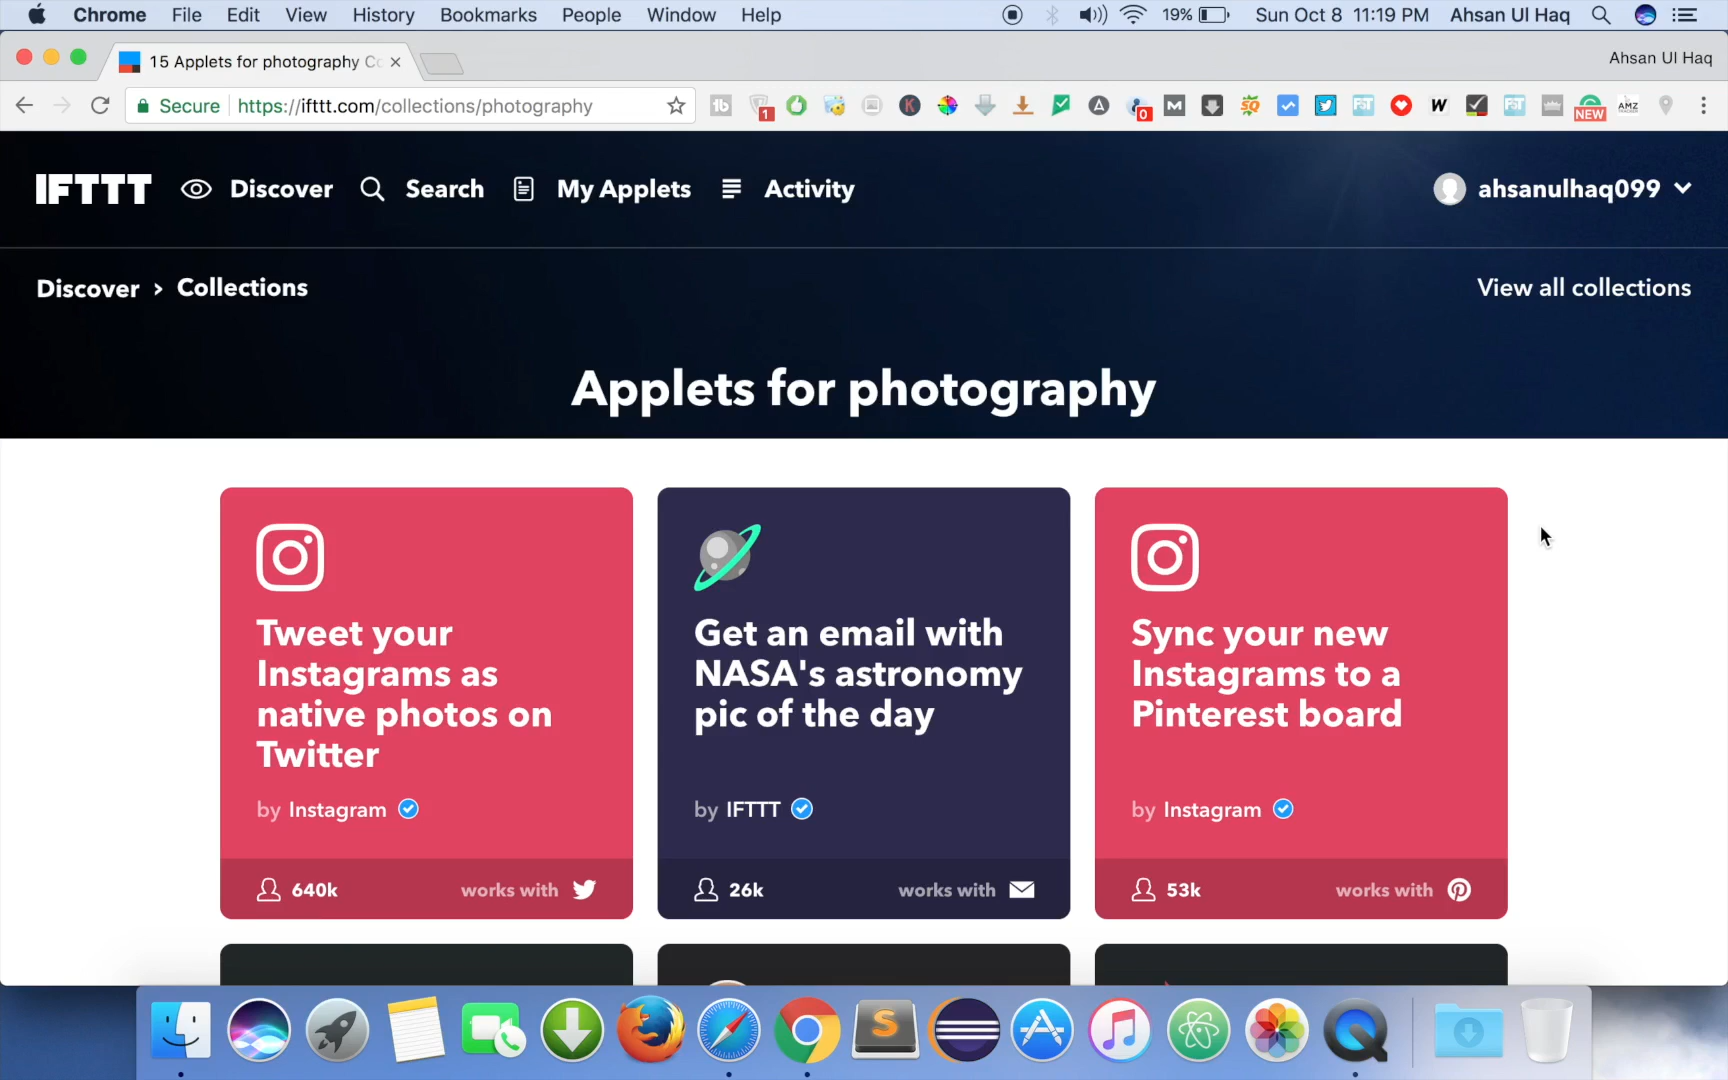 Chrome File Edit View History Bookmarks People Window Help 19% Sun Oct 8 11:19 PM Ahsan Ul Haq
15 Applets for photography Ahsan Ul Haq
Secure https://ifttt.com/collections/photography 1 0 NEW AMZ
IFTTT Discover Search My Applets Activity ahsanulhaq099
Discover › Collections View all collections
Applets for photography
Tweet your
Instagrams as
native photos on
Twitter
by Instagram
640k works with
Get an email with
NASA's astronomy
pic of the day
by IFTTT
26k works with
Sync your new
Instagrams to a
Pinterest board
by Instagram
53k works with